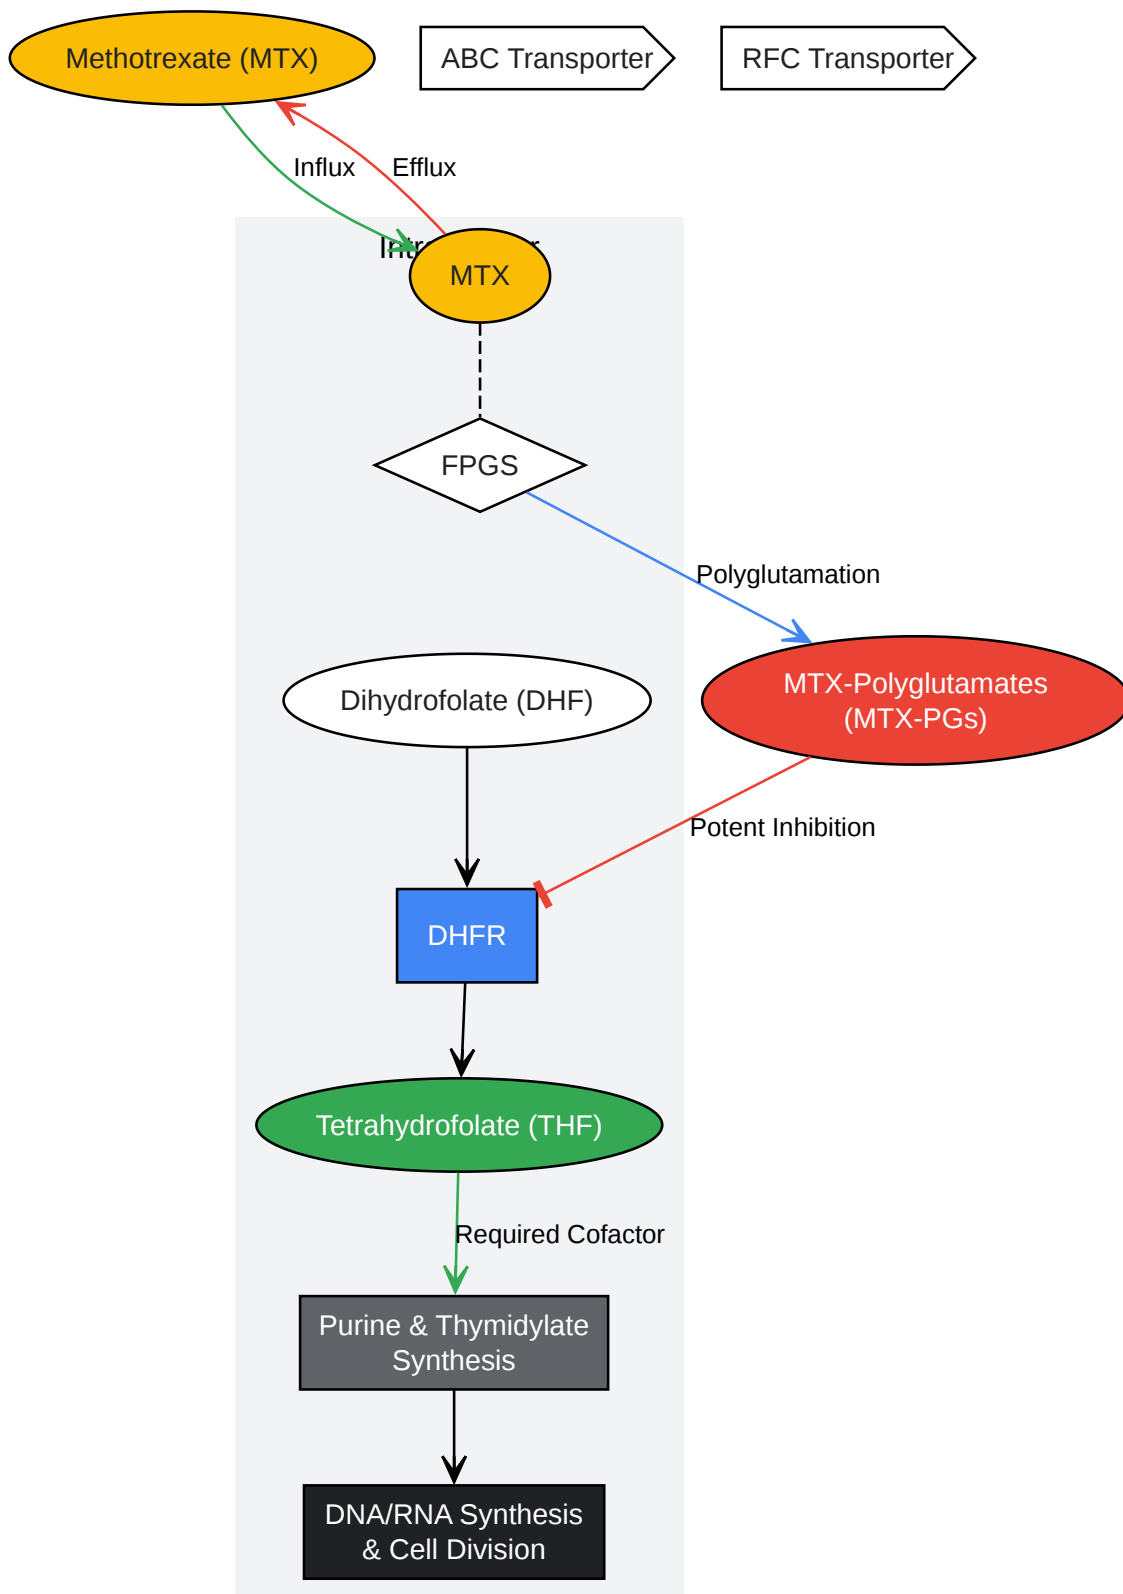 Methotrexate (MTX)
ABC Transporter
RFC Transporter
Influx
Efflux
MTX
FPGS
Polyglutamation
Dihydrofolate (DHF)
MTX-Polyglutamates
(MTX-PGs)
Potent Inhibition
DHFR
Tetrahydrofolate (THF)
Required Cofactor
Purine & Thymidylate
Synthesis
DNA/RNA Synthesis
& Cell Division